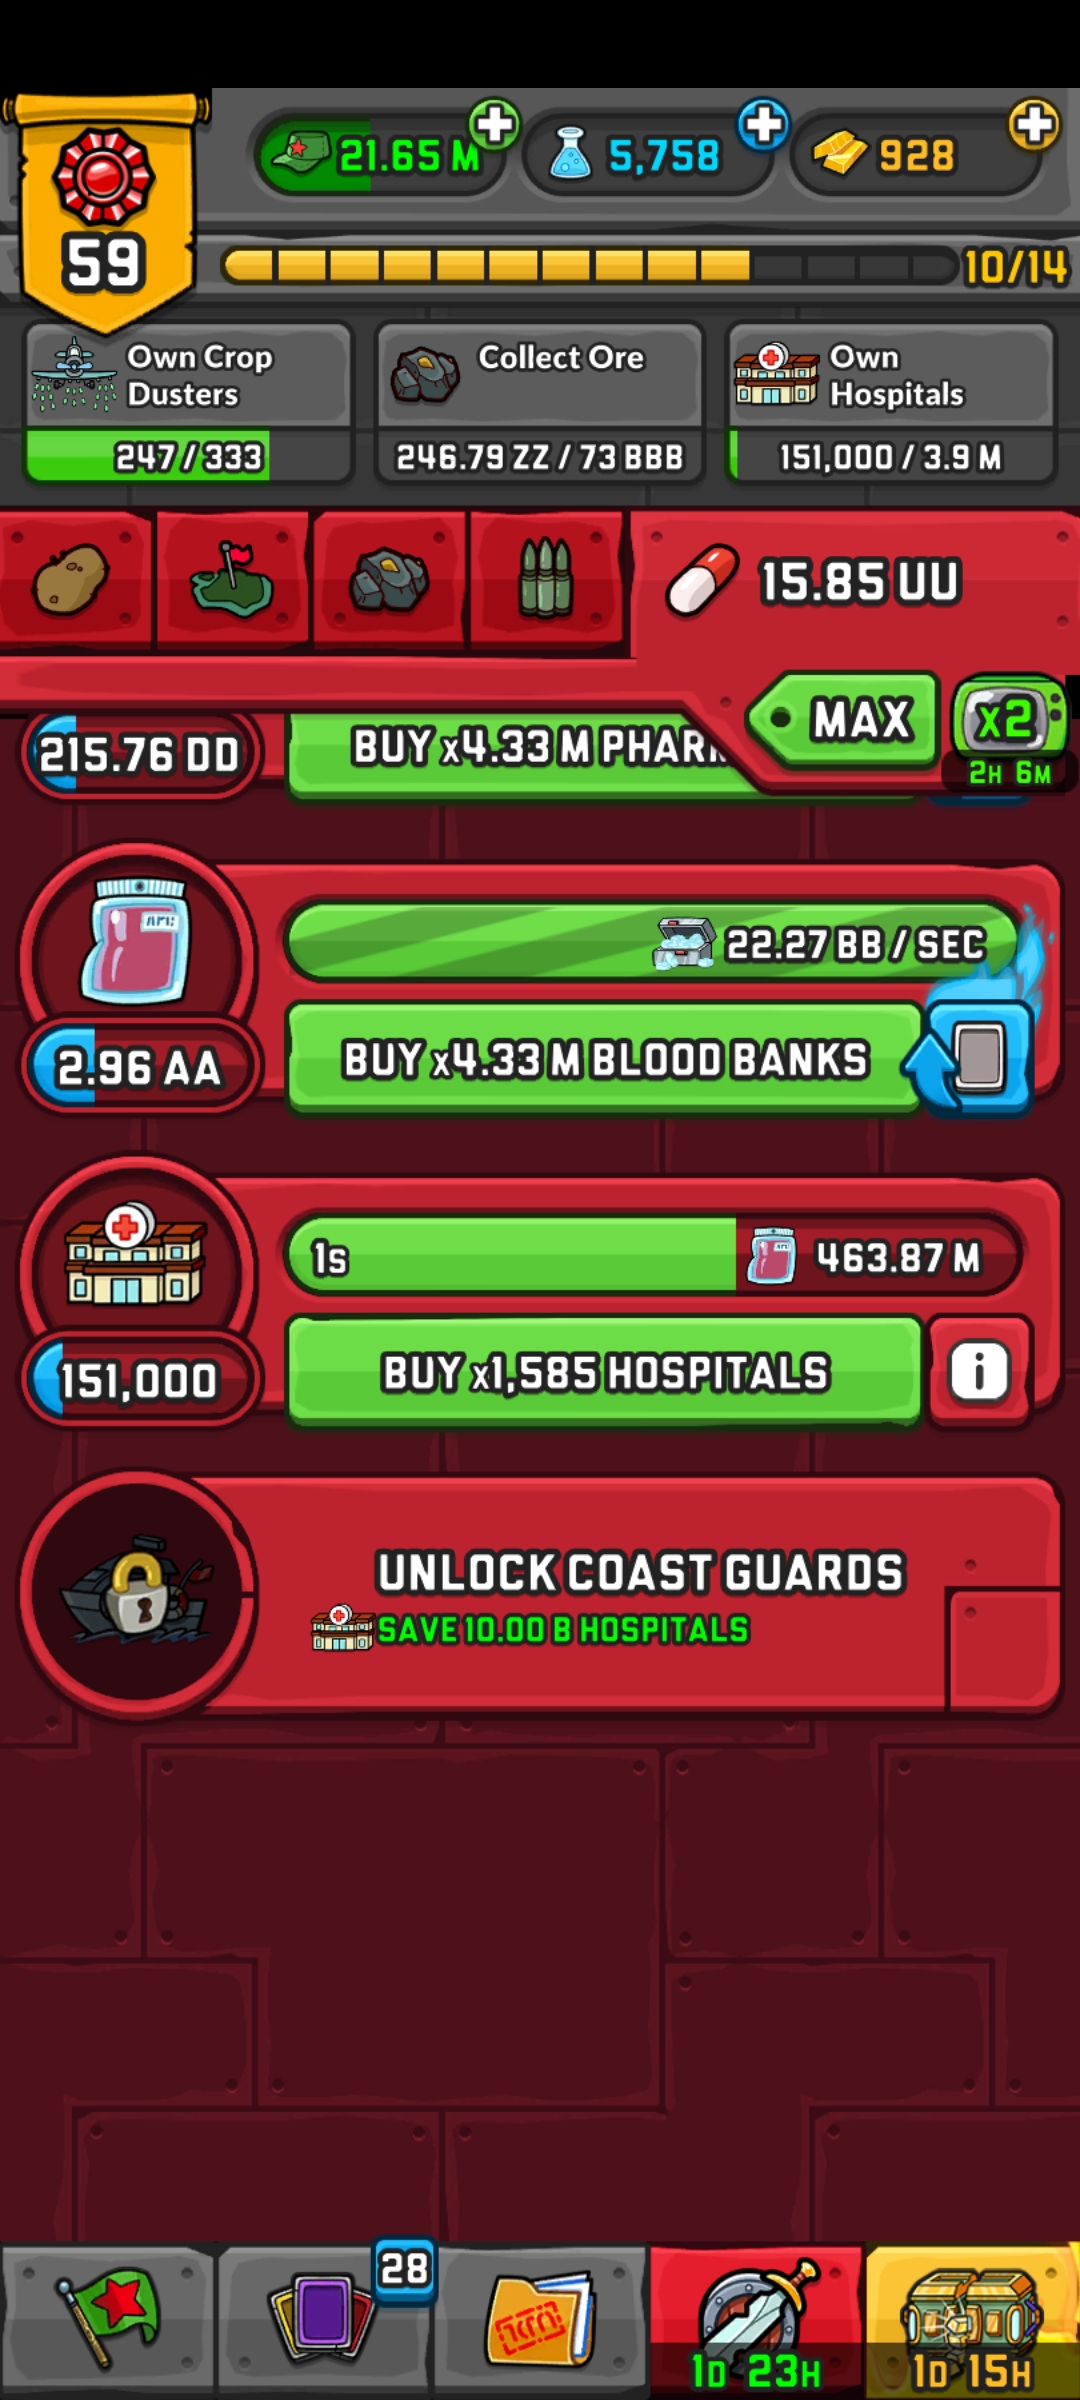 59
21.65 M
5,758
928
10/14
Own Crop
Dusters
247 / 333
Collect Ore
246.79 ZZ / 73 BBB
Own
Hospitals
151,000 / 3.9 M
15.85 UU
MAX
x2
2H 6M
215.76 DD
BUY x4.33 M
22.27 BB / SEC
2.96 AA
BUY x4.33 M BLOOD BANKS
1s
463.87 M
151,000
BUY x1,585 HOSPITALS
i
UNLOCK COAST GUARDS
SAVE 10.00 B HOSPITALS
28
1D 23H
1D 15H